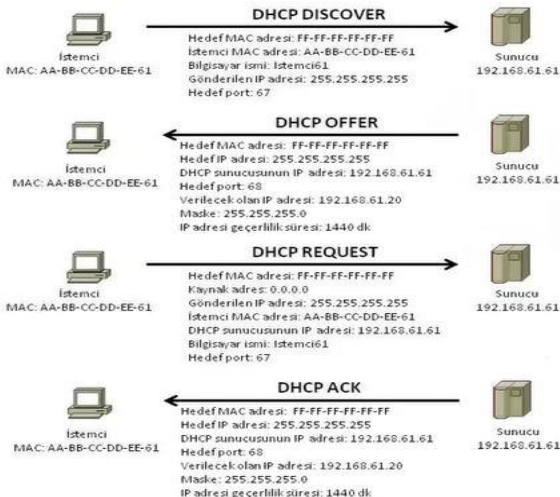 DHCP DISCOVER
Hedef MAC adresi: FF-FF-FF-FF-FF-FF
İstemci MAC adresi: AA-BB-CC-DD-EE-61
Bilgisayar ismi: Istemci61
Gönderilen IP adresi: 255.255.255.255
Hedef port: 67
İstemci
MAC: AA-BB-CC-DD-EE-61
Sunucu
192.168.61.61
DHCP OFFER
Hedef MAC adresi: FF-FF-FF-FF-FF-FF
Hedef IP adresi: 255.255.255.255
DHCP sunucusunun IP adresi: 192.168.61.61
Hedef port: 68
Verilecek olan IP adresi: 192.168.61.20
Maske: 255.255.255.0
IP adresi geçerlilik süresi: 1440 dk
İstemci
MAC: AA-BB-CC-DD-EE-61
Sunucu
192.168.61.61
DHCP REQUEST
Hedef MAC adresi: FF-FF-FF-FF-FF-FF
Kaynak adres: 0.0.0.0
Gönderilen IP adresi: 255.255.255.255
İstemci MAC adresi: AA-BB-CC-DD-EE-61
DHCP sunucusunun IP adresi: 192.168.61.61
Bilgisayar ismi: Istemci61
Hedef port: 67
İstemci
MAC: AA-BB-CC-DD-EE-61
Sunucu
192.168.61.61
DHCP ACK
Hedef MAC adresi: FF-FF-FF-FF-FF-FF
Hedef IP adresi: 255.255.255.255
DHCP sunucusunun IP adresi: 192.168.61.61
Hedef port: 68
Verilecek olan IP adresi: 192.168.61.20
Maske: 255.255.255.0
IP adresi geçerlilik süresi: 1440 dk
İstemci
MAC: AA-BB-CC-DD-EE-61
Sunucu
192.168.61.61